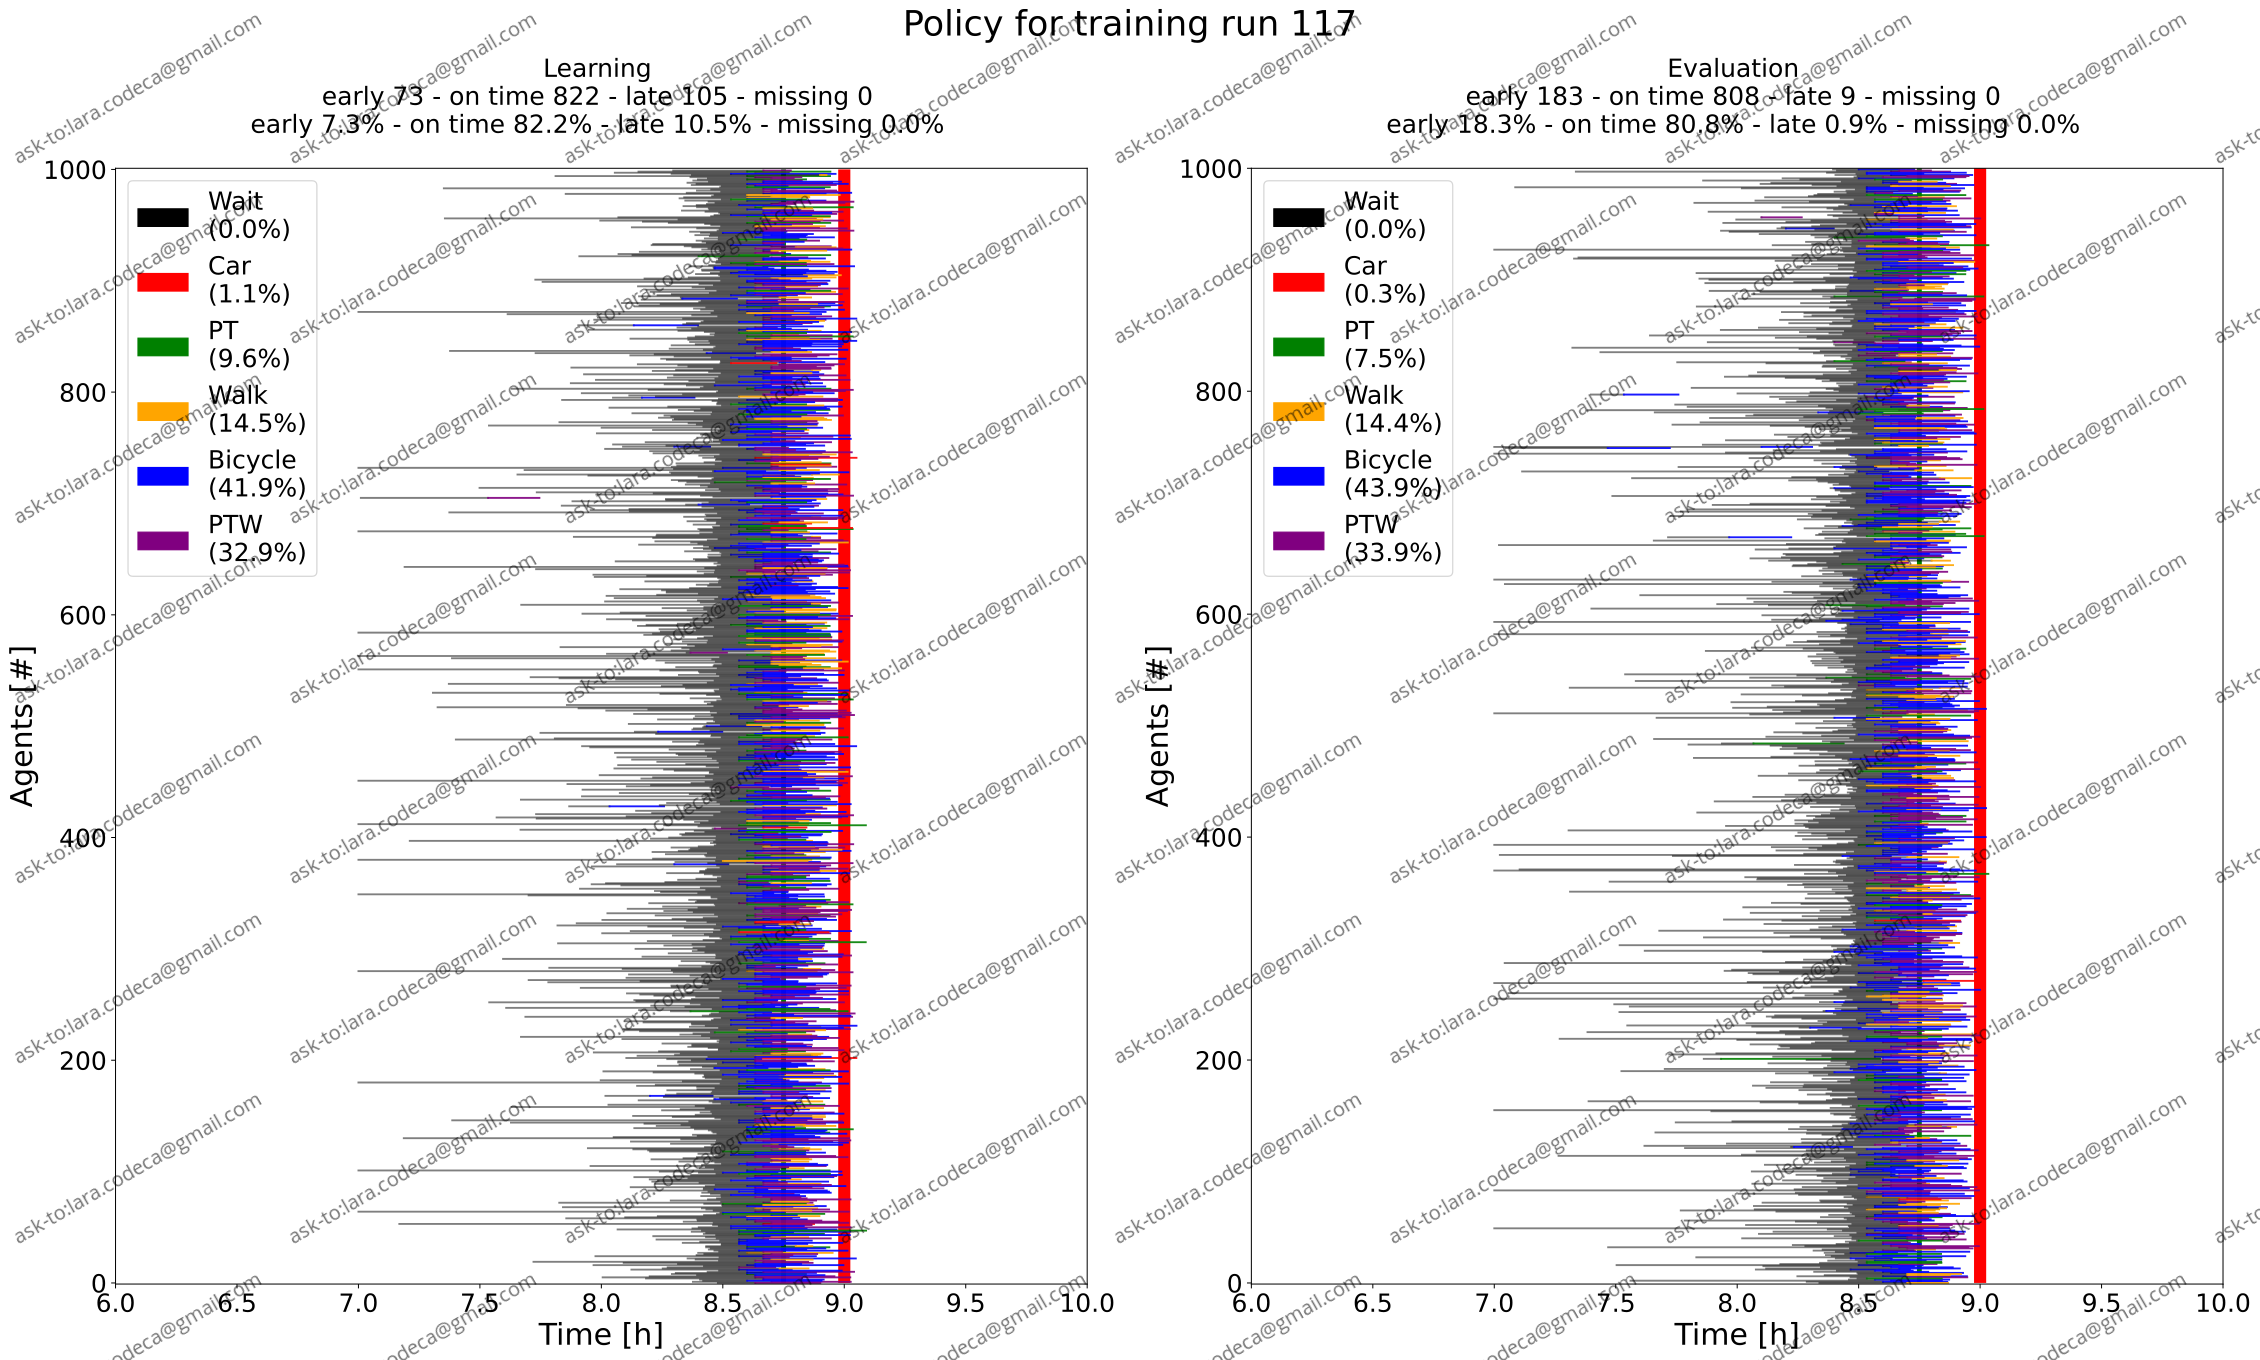 Policy for training run 117
Learning
early 73 - on time 822 - late 105 - missing 0
early 7.3% - on time 82.2% - late 10.5% - missing 0.0%
Agents [#]
1000
800
600
400
200
0
Wait
(0.0%)
Car
(1.1%)
PT
(9.6%)
Walk
(14.5%)
Bicycle
(41.9%)
PTW
(32.9%)
6.0 6.5 7.0 7.5 8.0 8.5 9.0 9.5 10.0
Time [h]
Evaluation
early 183 - on time 808 - late 9 - missing 0
early 18.3% - on time 80.8% - late 0.9% - missing 0.0%
Agents [#]
1000
800
600
400
200
0
Wait
(0.0%)
Car
(0.3%)
PT
(7.5%)
Walk
(14.4%)
Bicycle
(43.9%)
PTW
(33.9%)
6.0 6.5 7.0 7.5 8.0 8.5 9.0 9.5 10.0
Time [h]
ask-to:lara.codeca@gmail.com